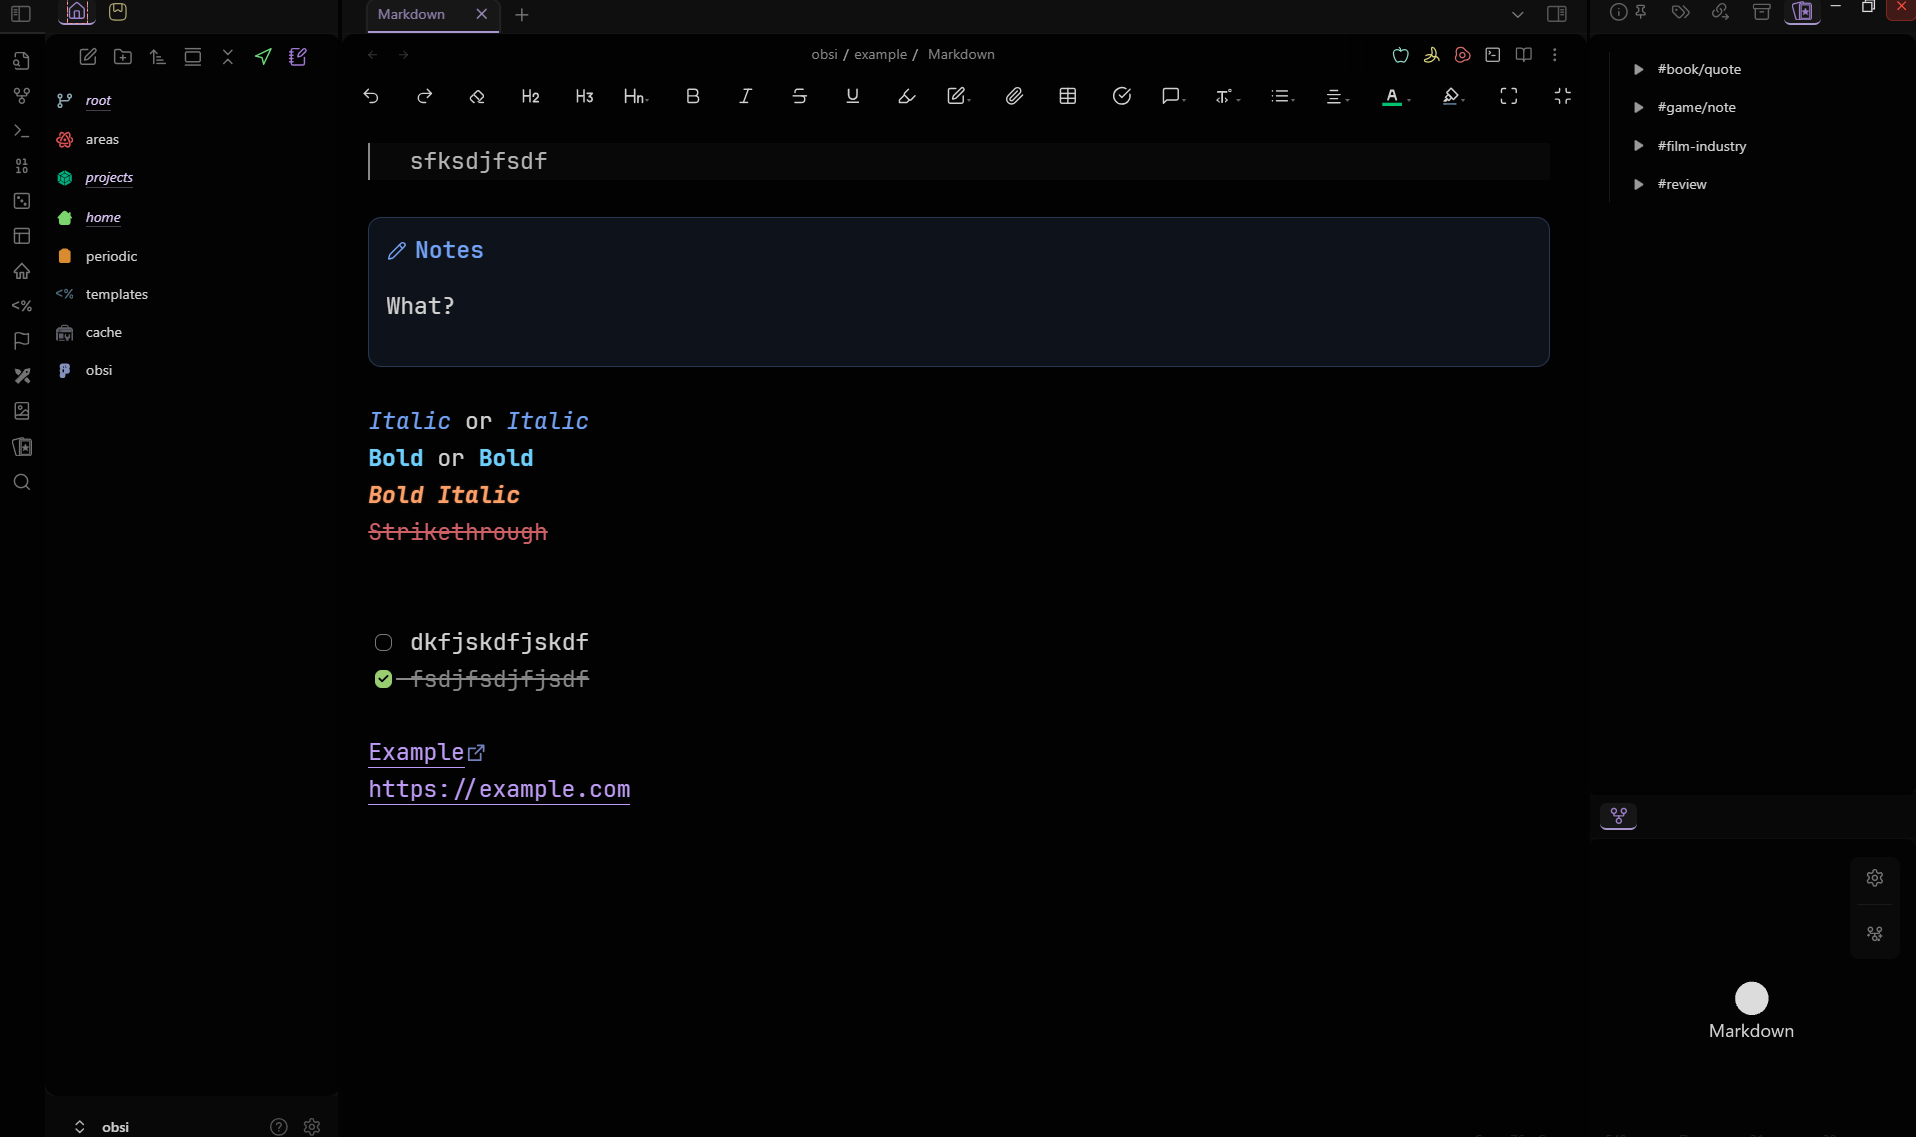 Markdown
obsi / example / Markdown
H2 H3 Hn B I S U A
root
areas
projects
home
periodic
templates
cache
obsi
sfksdjfsdf
Notes
What?
Italic or Italic
Bold or Bold
Bold Italic
Strikethrough
dkfjskdfjskdf
fsdjfsdjfjsdf
Example
https://example.com
#book/quote
#game/note
#film-industry
#review
Markdown
obsi